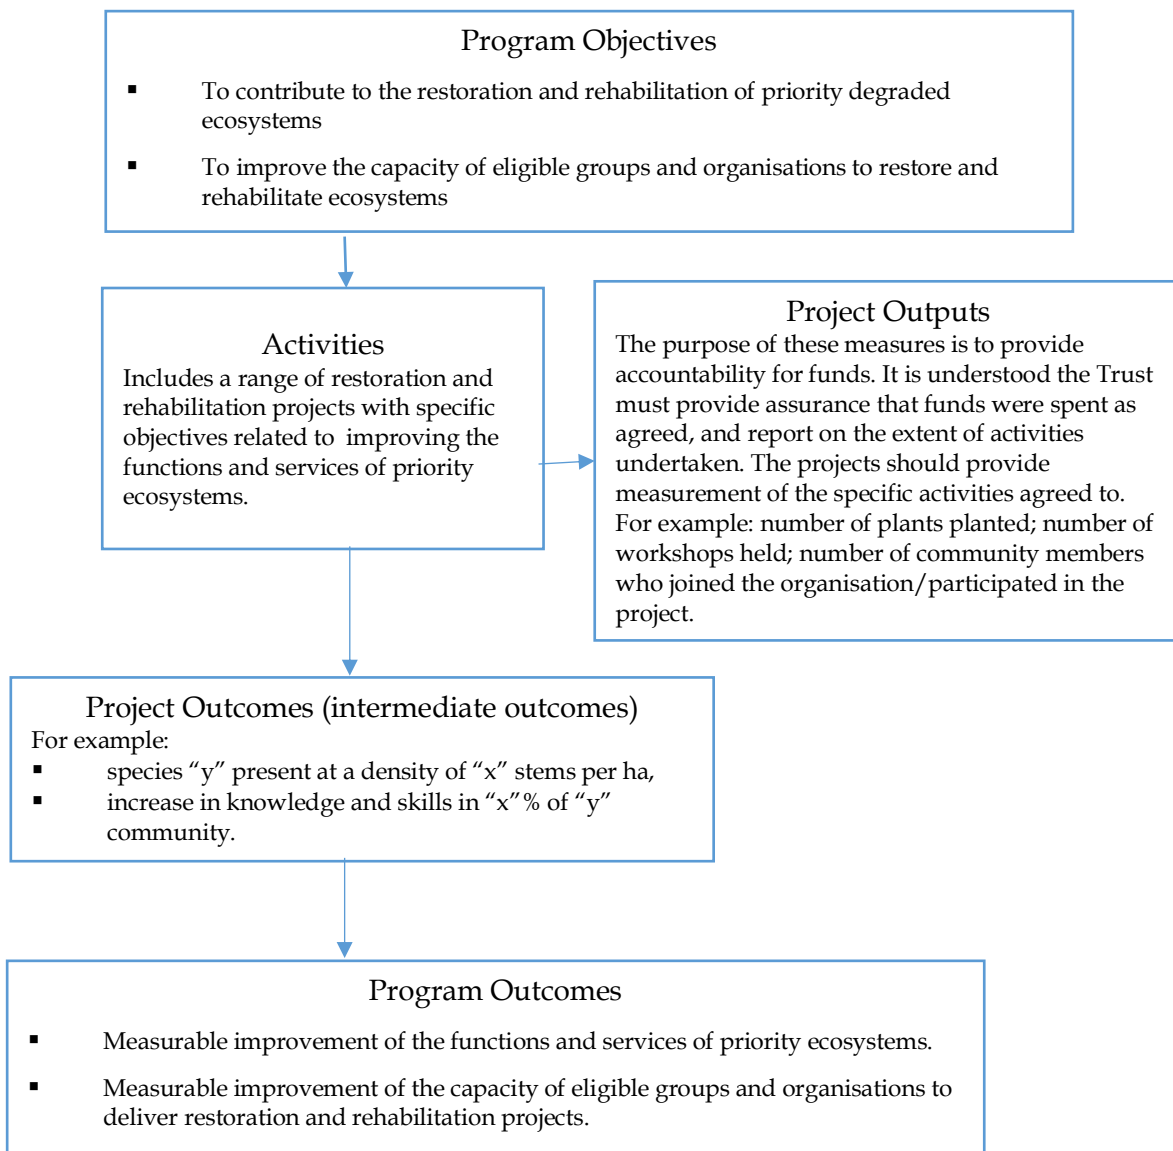 Program Objectives
▪ To contribute to the restoration and rehabilitation of priority degraded
ecosystems
▪ To improve the capacity of eligible groups and organisations to restore and
rehabilitate ecosystems
Activities
Includes a range of restoration and
rehabilitation projects with specific
objectives related to improving the
functions and services of priority
ecosystems.
Project Outputs
The purpose of these measures is to provide
accountability for funds. It is understood the Trust
must provide assurance that funds were spent as
agreed, and report on the extent of activities
undertaken. The projects should provide
measurement of the specific activities agreed to.
For example: number of plants planted; number of
workshops held; number of community members
who joined the organisation/participated in the
project.
Project Outcomes (intermediate outcomes)
For example:
▪ species “y” present at a density of “x” stems per ha,
▪ increase in knowledge and skills in “x”% of “y”
community.
Program Outcomes
▪ Measurable improvement of the functions and services of priority ecosystems.
▪ Measurable improvement of the capacity of eligible groups and organisations to
deliver restoration and rehabilitation projects.